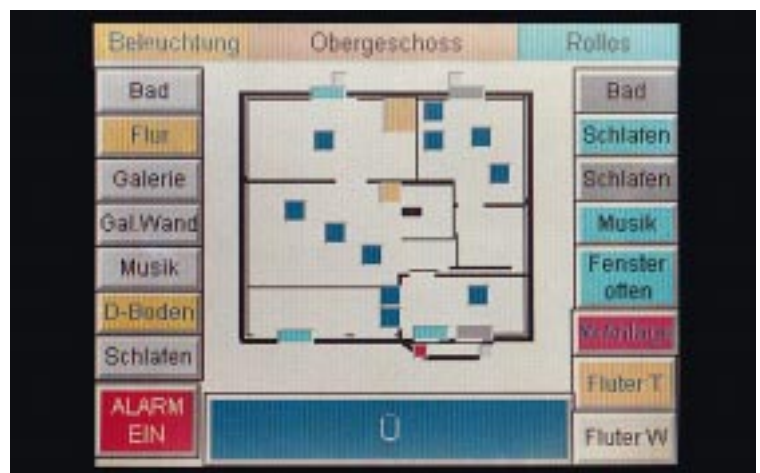 Beleuchtung
Obergeschoss
Rollos
Bad
Flur
Galerie
Gal.Wand
Musik
D-Boden
Schlafen
ALARM
EIN
Ü
Bad
Schlafen
Schlafen
Musik
Fenster
offen
Fluter T
Fluter W